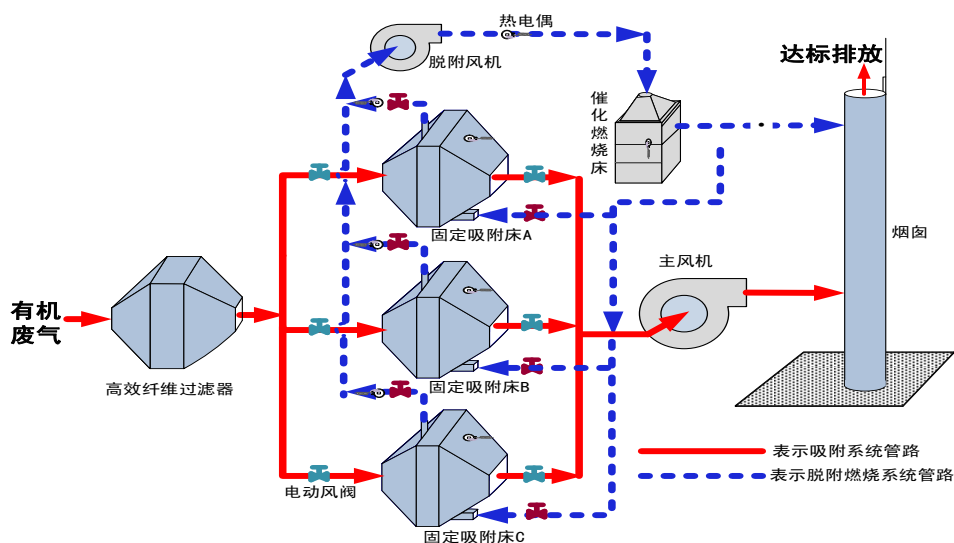 热电偶
脱附风机
达标排放
催化燃烧床
固定吸附床A
烟囱
主风机
有机
废气
高效纤维过滤器
固定吸附床B
表示吸附系统管路
表示脱附燃烧系统管路
电动风阀
固定吸附床C